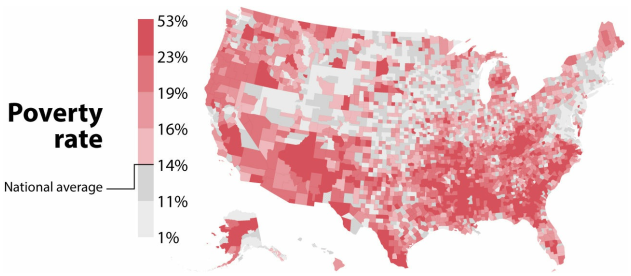 53%
23%
19%
Poverty
rate
16%
14%
National average
11%
1%